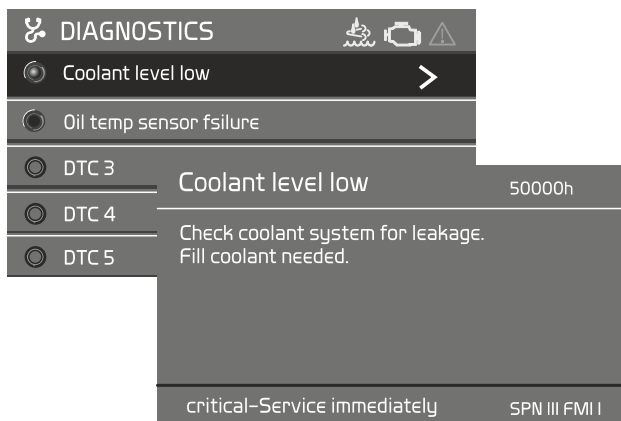 DIAGNOSTICS
Coolant level low
Oil temp sensor fsilure
DTC 3
DTC 4
DTC 5
Coolant level low
50000h
Check coolant system for leakage.
Fill coolant needed.
critical-Service immediately
SPN III FMI I